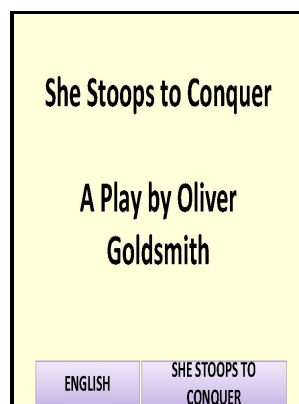 She Stoops to Conquer
A Play by Oliver
Goldsmith
ENGLISH
SHE STOOPS TO
CONQUER